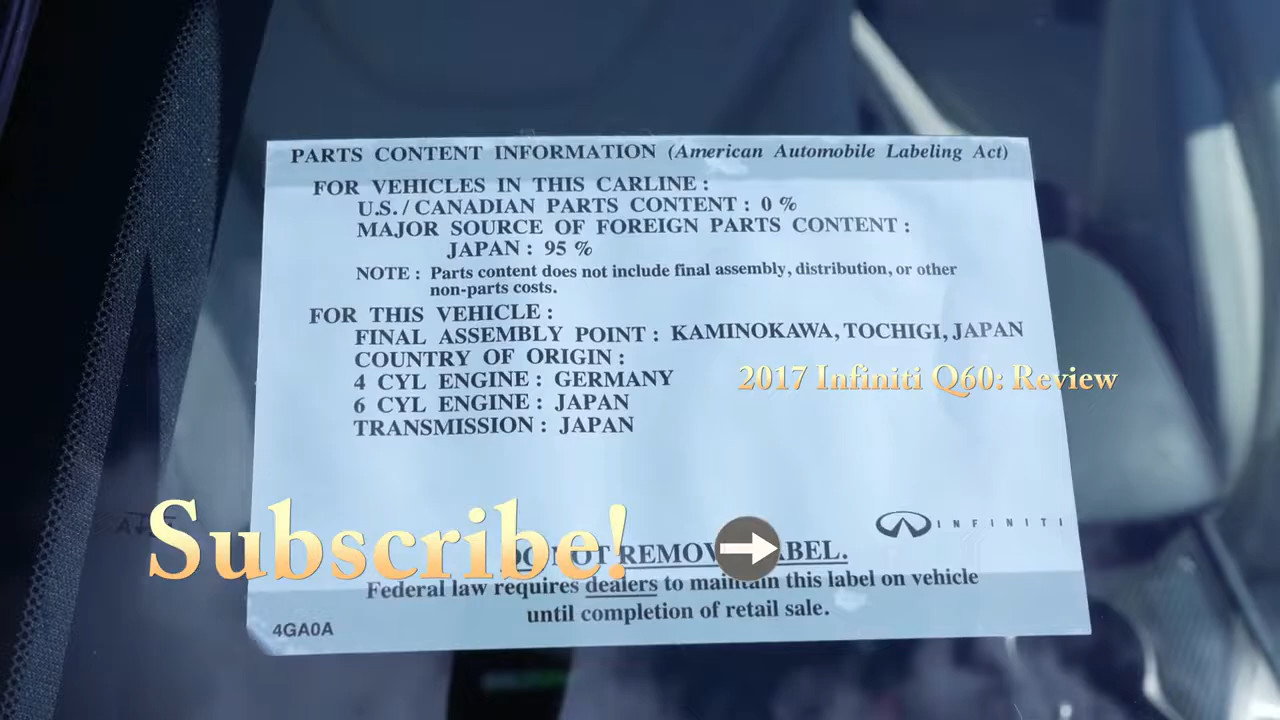 PARTS CONTENT INFORMATION (American Automobile Labeling Act)
FOR VEHICLES IN THIS CARLINE :
U.S. / CANADIAN PARTS CONTENT : 0 %
MAJOR SOURCE OF FOREIGN PARTS CONTENT :
JAPAN : 95 %
NOTE : Parts content does not include final assembly, distribution, or other
non-parts costs.
FOR THIS VEHICLE :
FINAL ASSEMBLY POINT : KAMINOKAWA, TOCHIGI, JAPAN
COUNTRY OF ORIGIN :
4 CYL ENGINE : GERMANY
2017 Infiniti Q60: Review
6 CYL ENGINE : JAPAN
TRANSMISSION : JAPAN
INFINITI
Subscribe!
DO NOT REMOVE LABEL.
Federal law requires dealers to maintain this label on vehicle
until completion of retail sale.
4GA0A